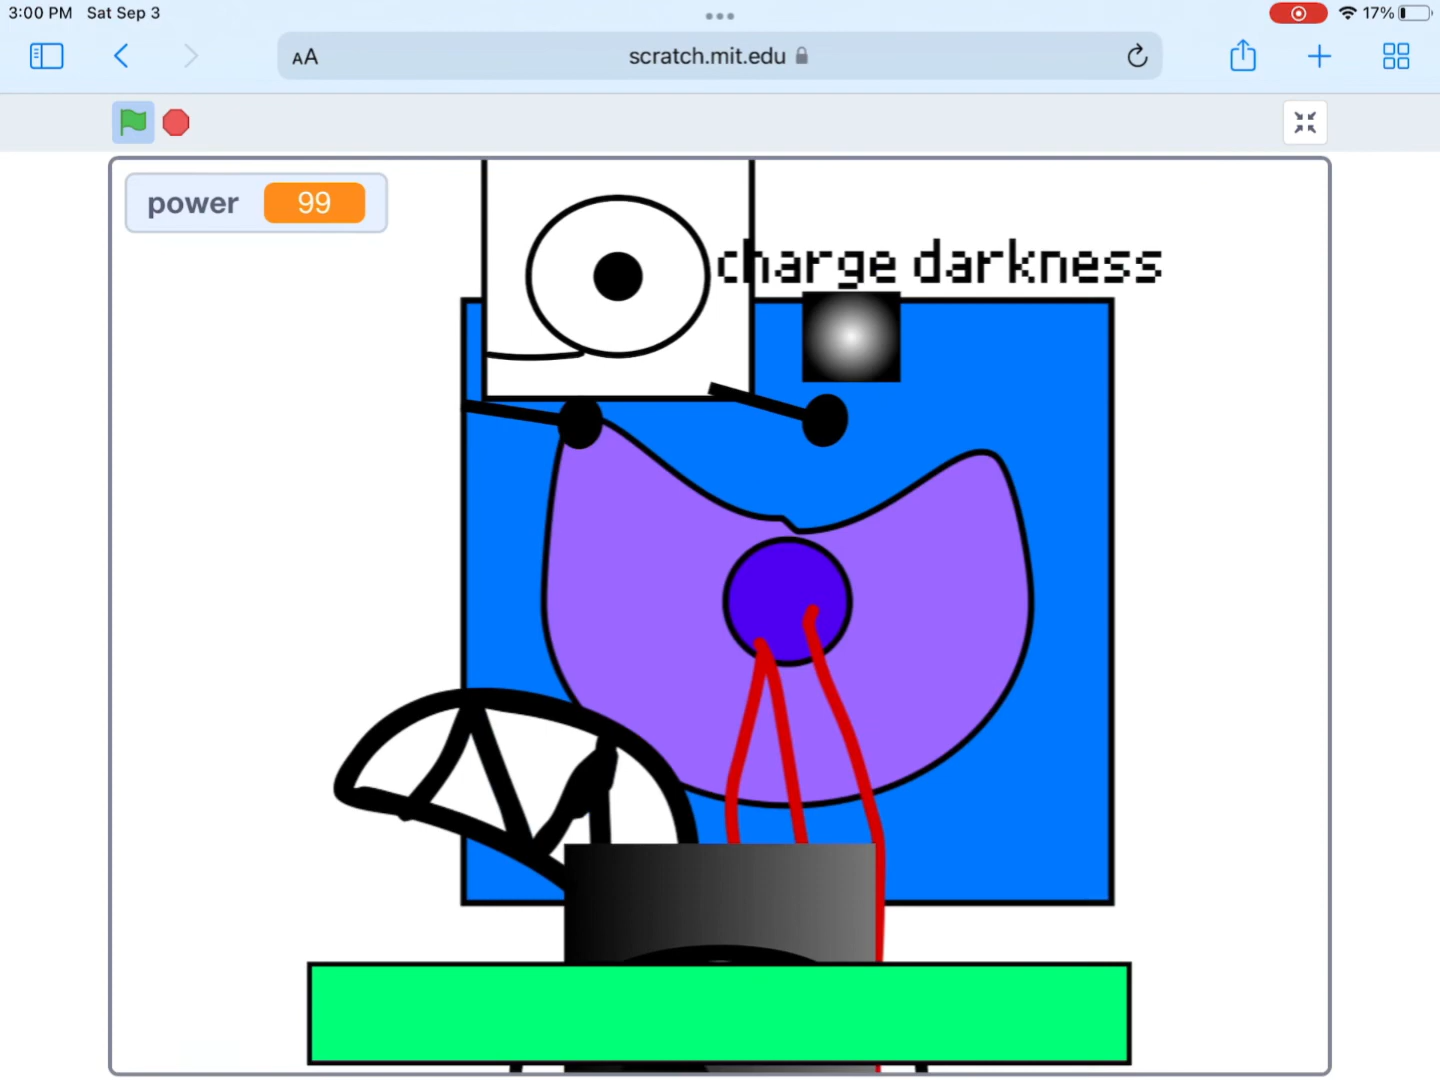 3:00 PM Sat Sep 3
17%
AA
scratch.mit.edu
power 99
charge darkness